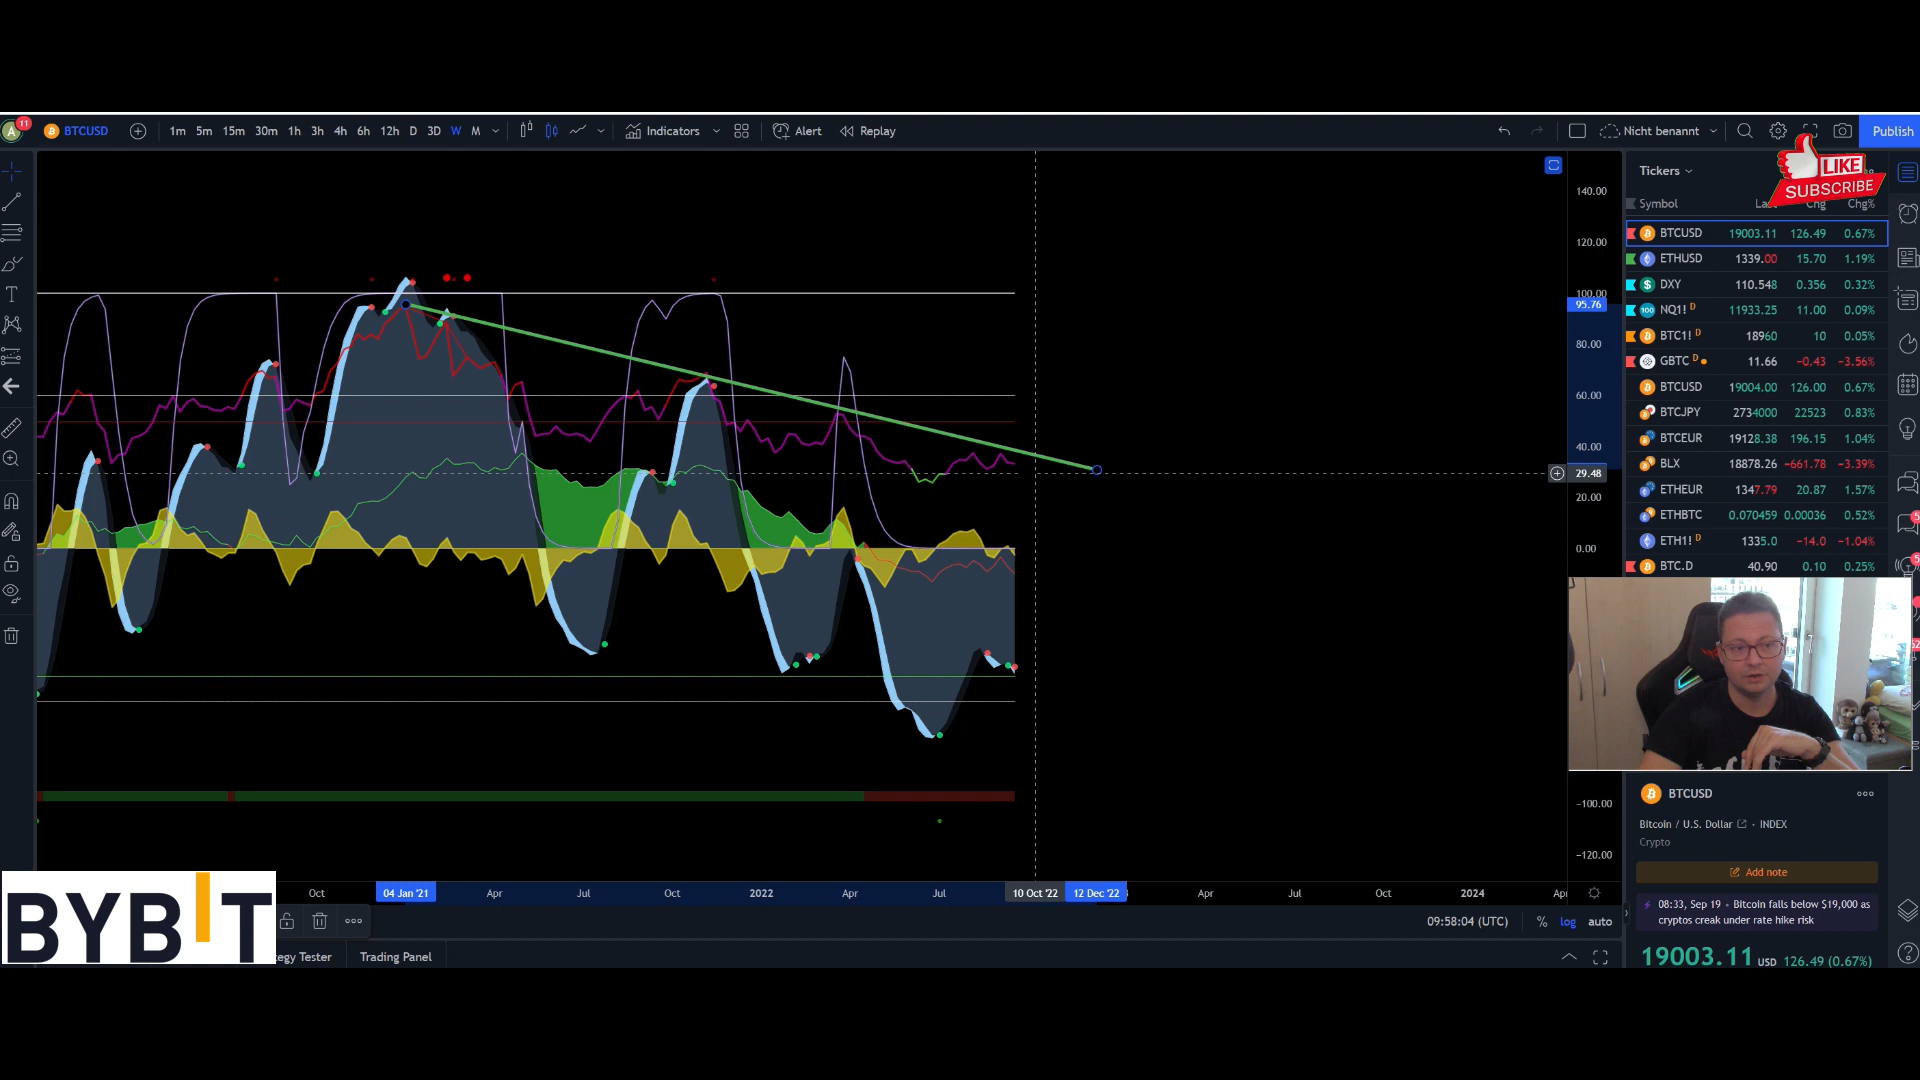 A 11 BTCUSD 1m 5m 15m 30m 1h 3h 4h 6h 12h D 3D W M Indicators Alert Replay Nicht benannt Publish
Tickers
LIKE
SUBSCRIBE
Symbol Chg Chg%
BTCUSD 19003.11 126.49 0.67%
ETHUSD 1339.00 15.70 1.19%
DXY 110.548 0.356 0.32%
NQ1! D 11933.25 11.00 0.09%
BTC1! D 18960 10 0.05%
GBTC D 11.66 −0.43 −3.56%
BTCUSD 19004.00 126.00 0.67%
BTCJPY 2734000 22523 0.83%
BTCEUR 19128.38 196.15 1.04%
BLX 18878.26 −661.78 −3.39%
ETHEUR 1347.79 20.87 1.57%
ETHBTC 0.070459 0.00036 0.52%
ETH1! D 1335.0 −14.0 −1.04%
BTC.D 40.90 0.10 0.25%
140.00
120.00
100.00
95.76
80.00
60.00
40.00
29.48
20.00
0.00
−100.00
−120.00
BTCUSD
Bitcoin / U.S. Dollar • INDEX
Crypto
Add note
08:33, Sep 19 • Bitcoin falls below $19,000 as
cryptos creak under rate hike risk
19003.11 USD 126.49 (0.67%)
Oct 04 Jan '21 Apr Jul Oct 2022 Apr Jul 10 Oct '22 12 Dec '22 Apr Jul Oct 2024
09:58:04 (UTC) % log auto
BYBIT
Tester Trading Panel